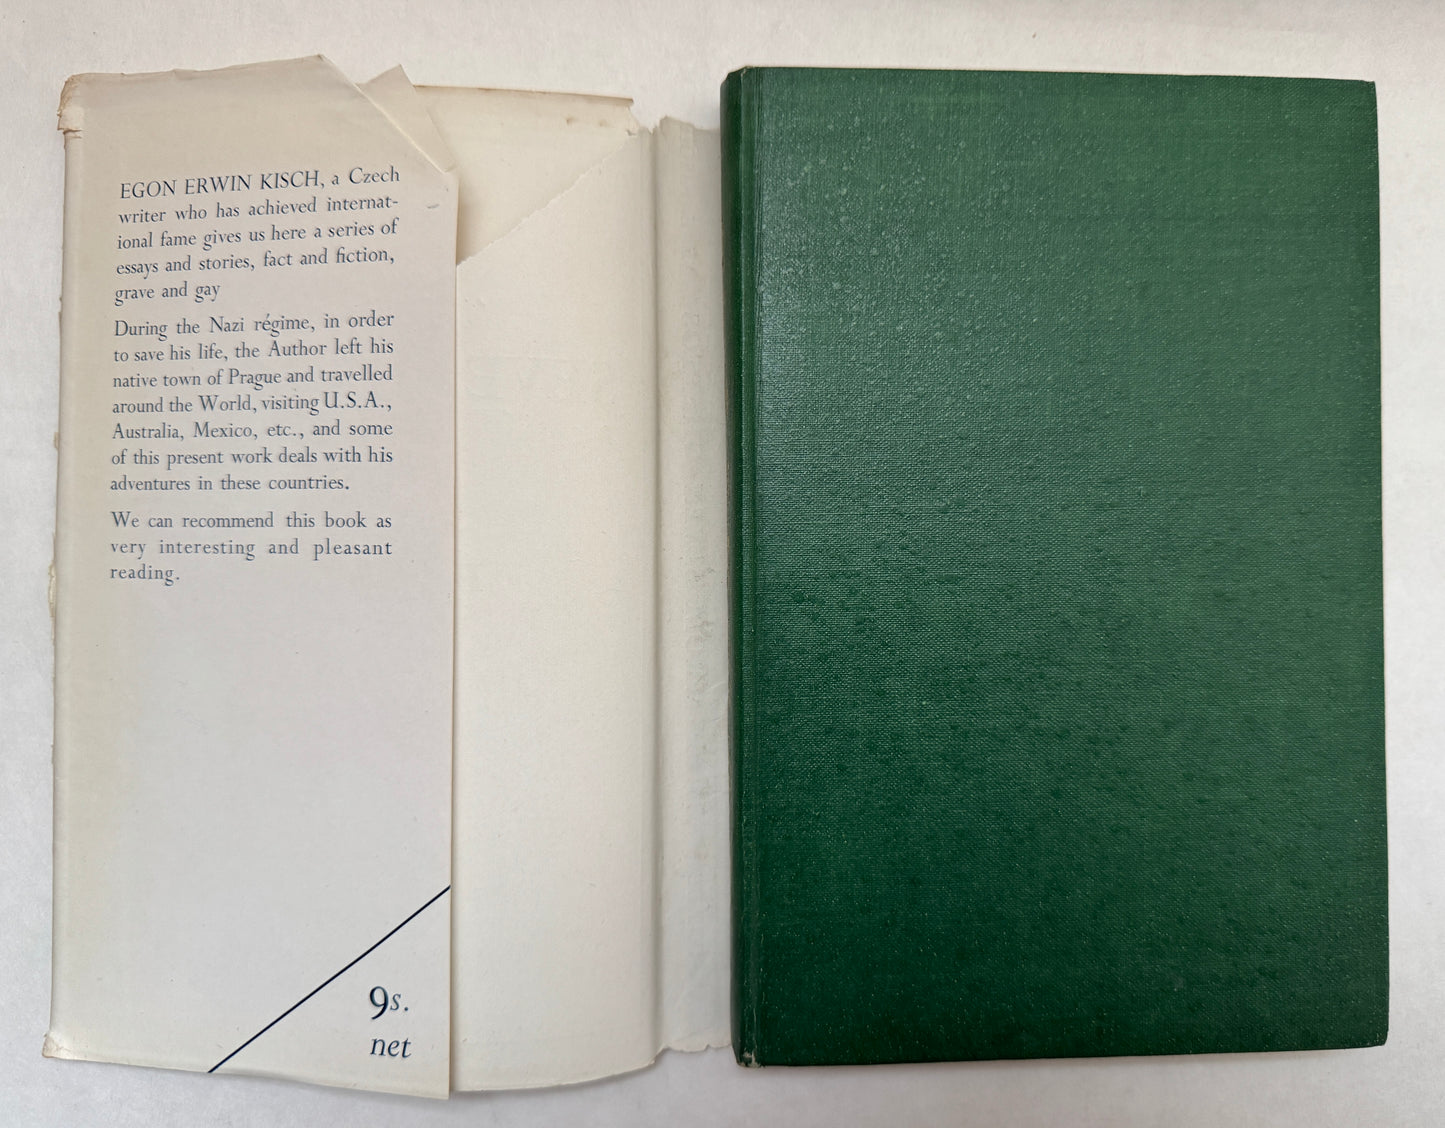 EGON ERWIN KISCH, a Czech
writer who has achieved internat-
ional fame gives us here a series of
essays and stories, fact and fiction,
grave and gay
During the Nazi régime, in order
to save his life, the Author left his
native town of Prague and travelled
around the World, visiting U.S.A.,
Australia, Mexico, etc., and some
of this present work deals with his
adventures in these countries.
We can recommend this book as
very interesting and pleasant
reading.
9s.
net